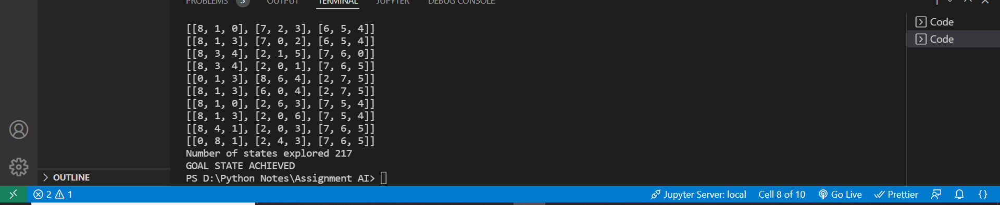 PROBLEMS 3 OUTPUT TERMINAL JUPYTER DEBUG CONSOLE
[[8, 1, 0], [7, 2, 3], [6, 5, 4]]
[[8, 1, 3], [7, 0, 2], [6, 5, 4]]
[[8, 3, 4], [2, 1, 5], [7, 6, 0]]
[[8, 3, 4], [2, 0, 1], [7, 6, 5]]
[[0, 1, 3], [8, 6, 4], [2, 7, 5]]
[[8, 1, 3], [6, 0, 4], [2, 7, 5]]
[[8, 1, 0], [2, 6, 3], [7, 5, 4]]
[[8, 1, 3], [2, 0, 6], [7, 5, 4]]
[[8, 4, 1], [2, 0, 3], [7, 6, 5]]
[[0, 8, 1], [2, 4, 3], [7, 6, 5]]
Number of states explored 217
GOAL STATE ACHIEVED
PS D:\Python Notes\Assignment AI>
Code
Code
OUTLINE
2 1 Jupyter Server: local Cell 8 of 10 Go Live Prettier